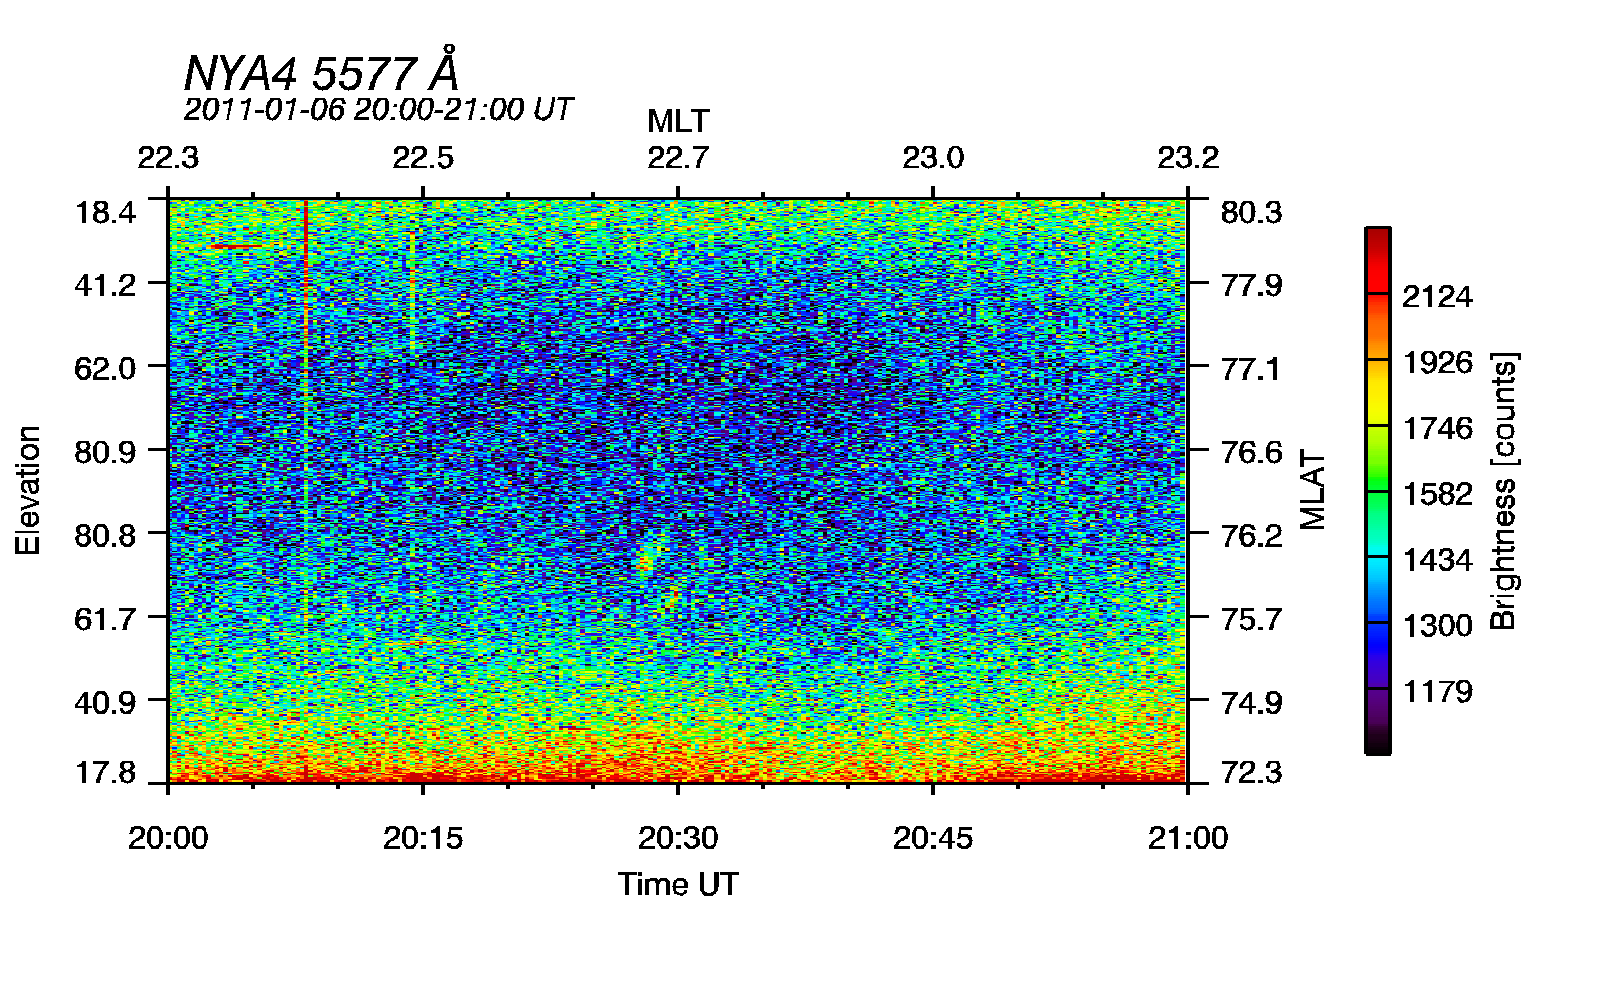 NYA4 5577 Å
2011-01-06 20:00-21:00 UT
MLT
22.3 22.5 22.7 23.0 23.2
18.4
41.2
62.0
80.9
80.8
61.7
40.9
17.8
Elevation
80.3
77.9
77.1
76.6
76.2
75.7
74.9
72.3
MLAT
2124
1926
1746
1582
1434
1300
1179
Brightness [counts]
20:00 20:15 20:30 20:45 21:00
Time UT